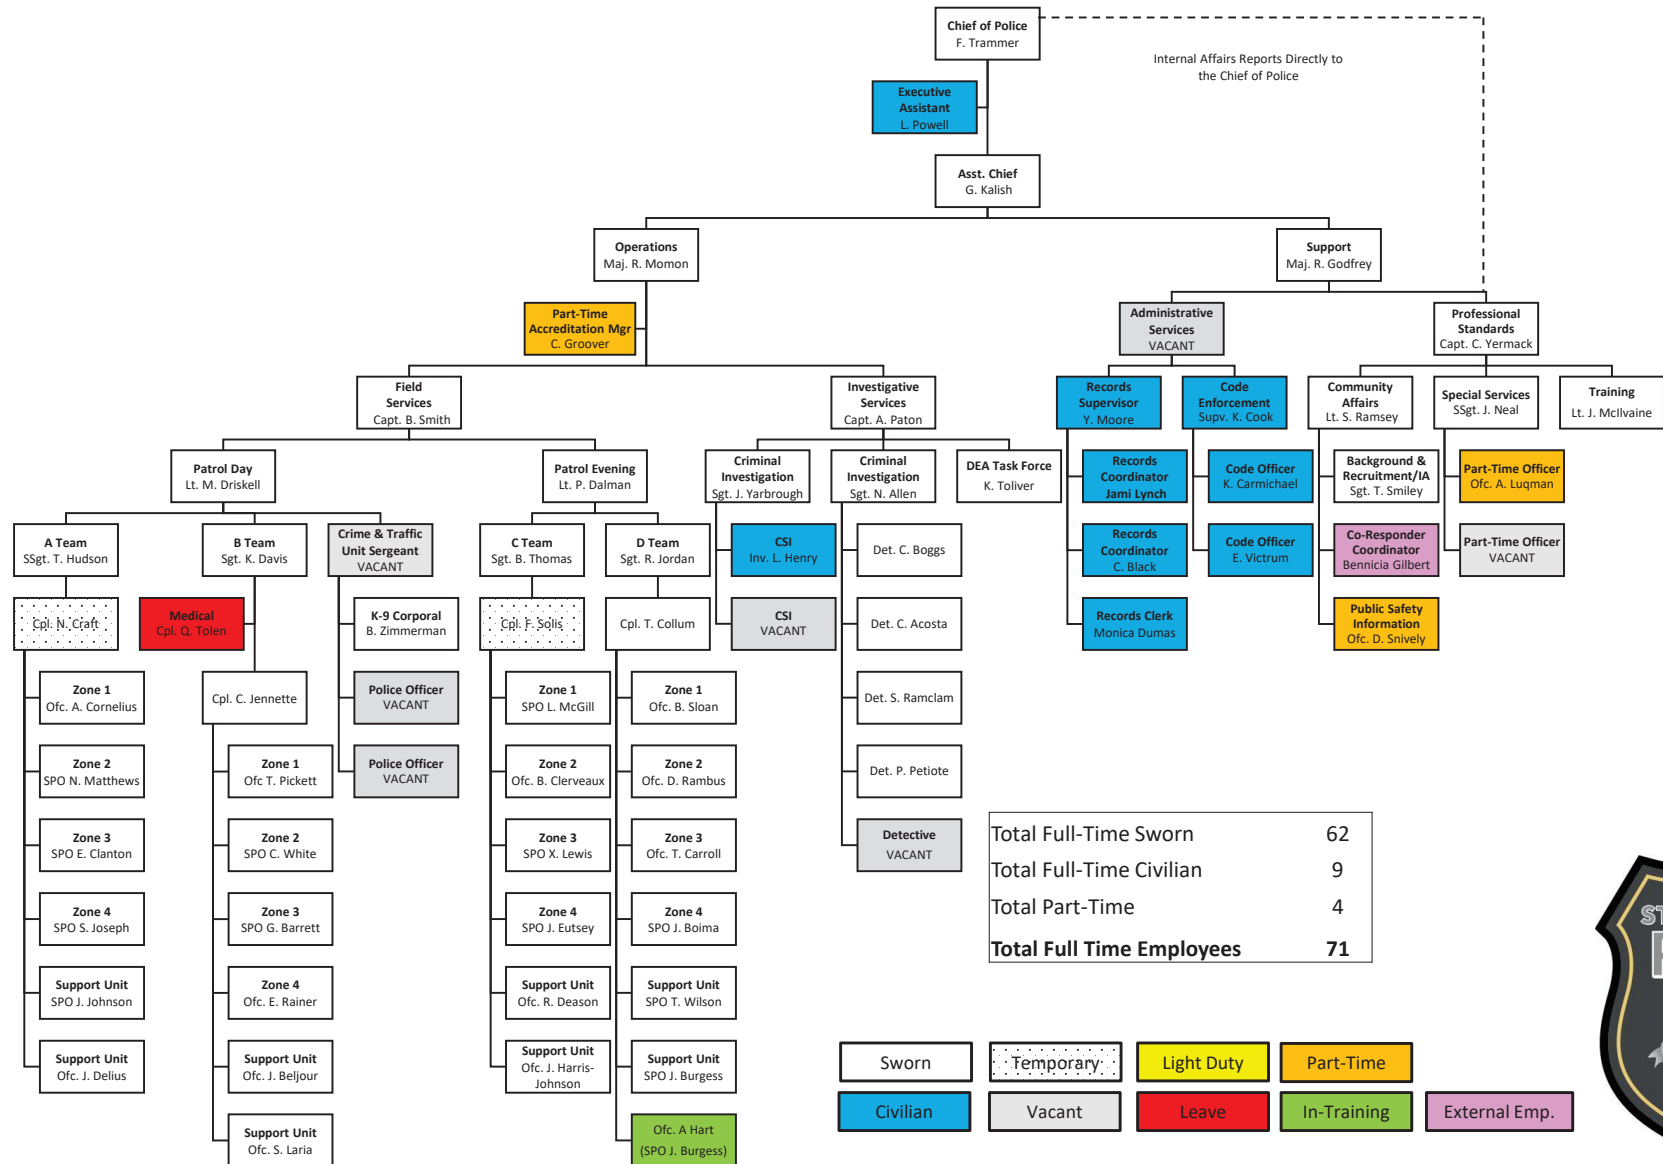 Chief of Police
F. Trammer
Internal Affairs Reports Directly to
the Chief of Police
Executive
Assistant
L. Powell
Asst. Chief
G. Kalish
Operations
Maj. R. Momon
Support
Maj. R. Godfrey
Part-Time
Accreditation Mgr
C. Groover
Administrative
Services
VACANT
Professional
Standards
Capt. C. Yermack
Field
Services
Capt. B. Smith
Investigative
Services
Capt. A. Paton
Records
Supervisor
Y. Moore
Code
Enforcement
Supv. K. Cook
Community
Affairs
Lt. S. Ramsey
Special Services
SSgt. J. Neal
Training
Lt. J. McIlvaine
Patrol Day
Lt. M. Driskell
Patrol Evening
Lt. P. Dalman
Criminal
Investigation
Sgt. J. Yarbrough
Criminal
Investigation
Sgt. N. Allen
DEA Task Force
K. Toliver
Records
Coordinator
Jami Lynch
Code Officer
K. Carmichael
Background &
Recruitment/IA
Sgt. T. Smiley
Part-Time Officer
Ofc. A. Luqman
A Team
SSgt. T. Hudson
B Team
Sgt. K. Davis
Crime & Traffic
Unit Sergeant
VACANT
C Team
Sgt. B. Thomas
D Team
Sgt. R. Jordan
CSI
Inv. L. Henry
Det. C. Boggs
Records
Coordinator
C. Black
Code Officer
E. Victrum
Co-Responder
Coordinator
Bennicia Gilbert
Part-Time Officer
VACANT
Cpl. N. Craft
Medical
Cpl. Q. Tolen
K-9 Corporal
B. Zimmerman
Cpl. F. Solis
Cpl. T. Collum
CSI
VACANT
Det. C. Acosta
Records Clerk
Monica Dumas
Public Safety
Information
Ofc. D. Snively
Zone 1
Ofc. A. Cornelius
Cpl. C. Jennette
Police Officer
VACANT
Zone 1
SPO L. McGill
Zone 1
Ofc. B. Sloan
Det. S. Ramclam
Zone 2
SPO N. Matthews
Zone 1
Ofc T. Pickett
Police Officer
VACANT
Zone 2
Ofc. B. Clerveaux
Zone 2
Ofc. D. Rambus
Det. P. Petiote
Zone 3
SPO E. Clanton
Zone 2
SPO C. White
Zone 3
SPO X. Lewis
Zone 3
Ofc. T. Carroll
Detective
VACANT
Total Full-Time Sworn 62
Total Full-Time Civilian 9
Total Part-Time 4
Total Full Time Employees 71
Zone 4
SPO S. Joseph
Zone 3
SPO G. Barrett
Zone 4
SPO J. Eutsey
Zone 4
SPO J. Boima
Support Unit
SPO J. Johnson
Zone 4
Ofc. E. Rainer
Support Unit
Ofc. R. Deason
Support Unit
SPO T. Wilson
Support Unit
Ofc. J. Delius
Support Unit
Ofc. J. Beljour
Support Unit
Ofc. J. Harris-
Johnson
Support Unit
SPO J. Burgess
Support Unit
Ofc. S. Laria
Ofc. A Hart
(SPO J. Burgess)
Sworn
Temporary
Light Duty
Part-Time
Civilian
Vacant
Leave
In-Training
External Emp.